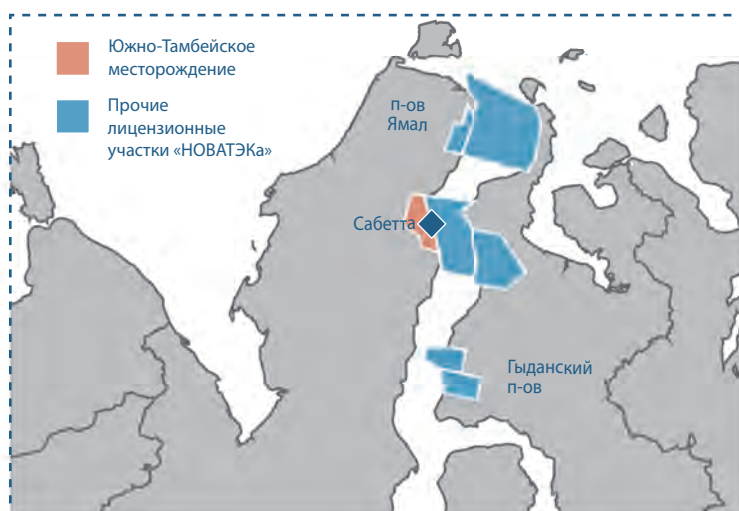 Южно-Тамбейское
месторождение
Прочие
лицензионные
участки «НОВАТЭКа»
п-ов
Ямал
Сабетта
Гыданский
п-ов